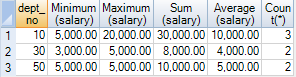 dept_no Minimum (salary) Maximum (salary) Sum (salary) Average (salary) Count(*)
1 10 5,000.00 20,000.00 30,000.00 10,000.00 3
2 30 3,000.00 5,000.00 8,000.00 4,000.00 2
3 50 5,000.00 5,000.00 10,000.00 5,000.00 2